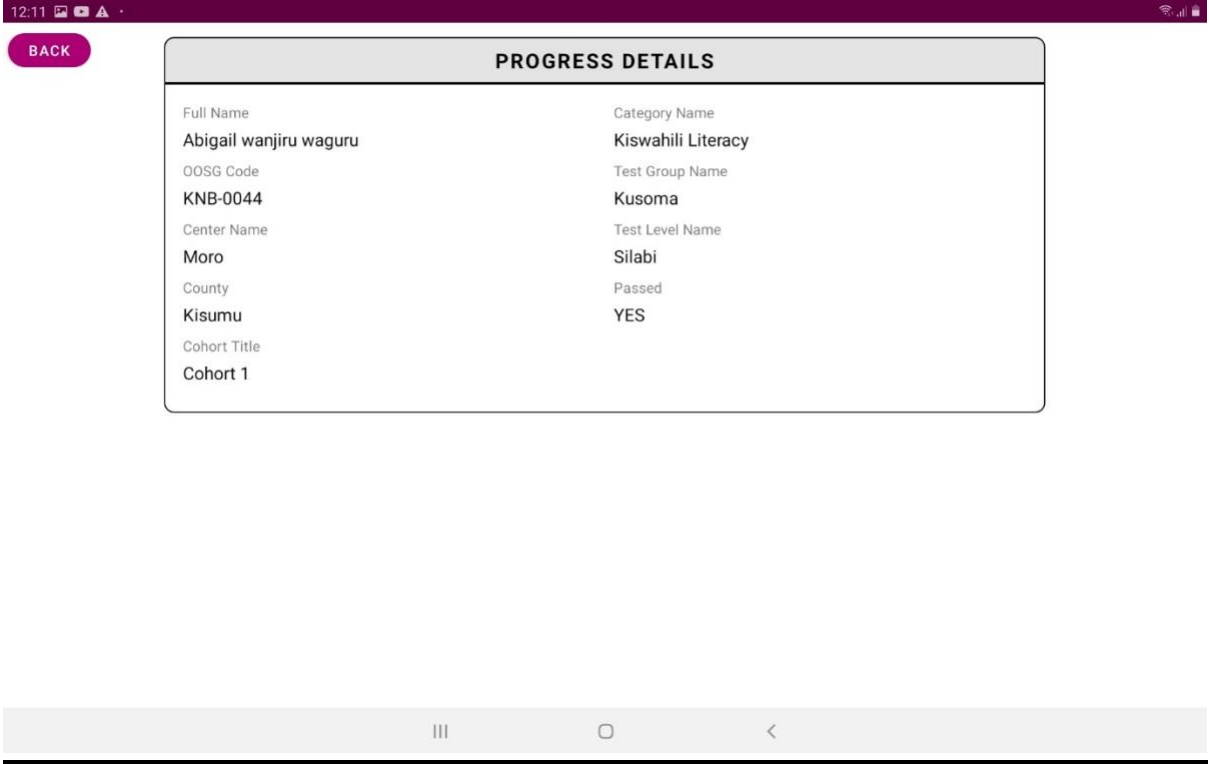 12:11
BACK
PROGRESS DETAILS
Full Name
Abigail wanjiru waguru
OOSG Code
KNB-0044
Center Name
Moro
County
Kisumu
Cohort Title
Cohort 1
Category Name
Kiswahili Literacy
Test Group Name
Kusoma
Test Level Name
Silabi
Passed
YES